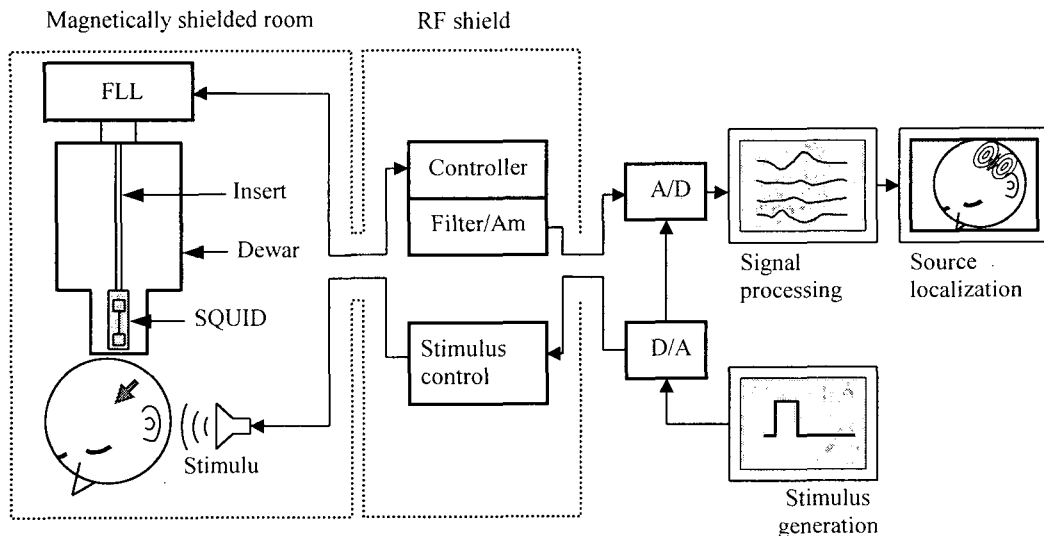 Magnetically shielded room
RF shield
FLL
Insert
Dewar
SQUID
Stimulu
Controller
Filter/Am
Stimulus
control
A/D
D/A
Signal
processing
Source
localization
Stimulus
generation